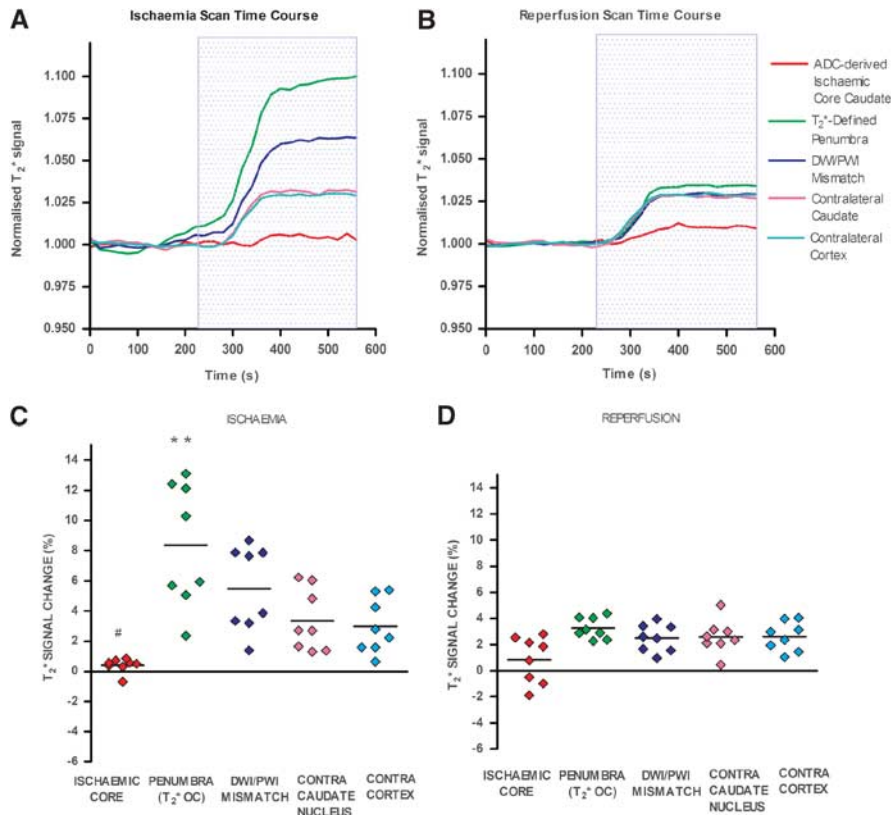 A
Ischaemia Scan Time Course
Normalised T2* signal
1.100
1.075
1.050
1.025
1.000
0.975
0.950
0 100 200 300 400 500 600
Time (s)
B
Reperfusion Scan Time Course
Normalised T2* signal
1.100
1.075
1.050
1.025
1.000
0.975
0.950
0 100 200 300 400 500 600
Time (s)
ADC-derived
Ischaemic
Core Caudate
T2*-Defined
Penumbra
DWI/PWI
Mismatch
Contralateral
Caudate
Contralateral
Cortex
C
ISCHAEMIA
T2* SIGNAL CHANGE (%)
14
12
10
8
6
4
2
0
-2
-4
-6
#
* *
ISCHAEMIC
CORE
PENUMBRA
(T2* OC)
DWI/PWI
MISMATCH
CONTRA
CAUDATE
NUCLEUS
CONTRA
CORTEX
D
REPERFUSION
T2* SIGNAL CHANGE (%)
14
12
10
8
6
4
2
0
-2
-4
-6
ISCHAEMIC
CORE
PENUMBRA
(T2* OC)
DWI/PWI
MISMATCH
CONTRA
CAUDATE
NUCLEUS
CONTRA
CORTEX